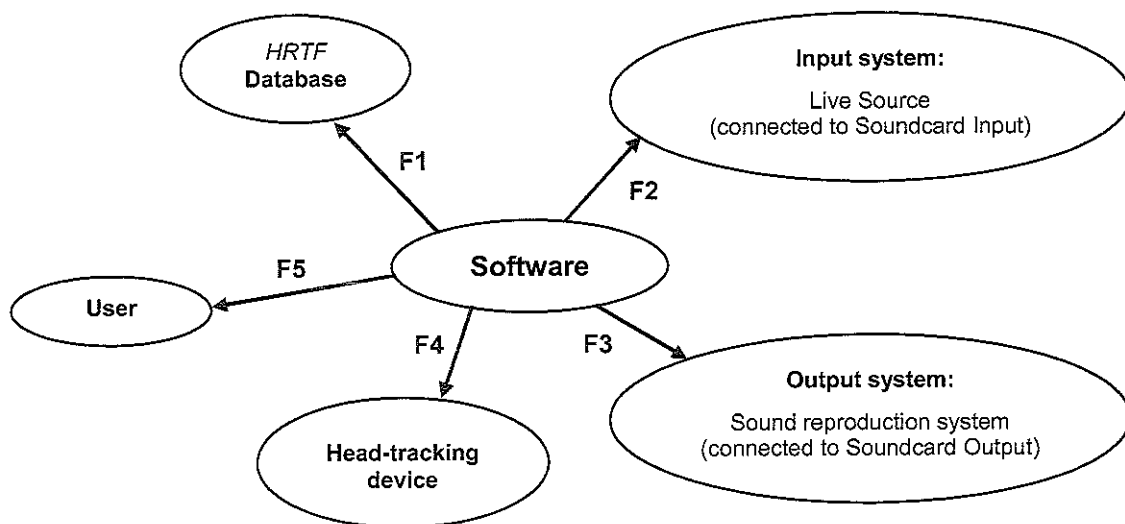 HRTF
Database
Input system:
Live Source
(connected to Soundcard Input)
F1
F2
Software
F5
User
F4
F3
Head-tracking
device
Output system:
Sound reproduction system
(connected to Soundcard Output)